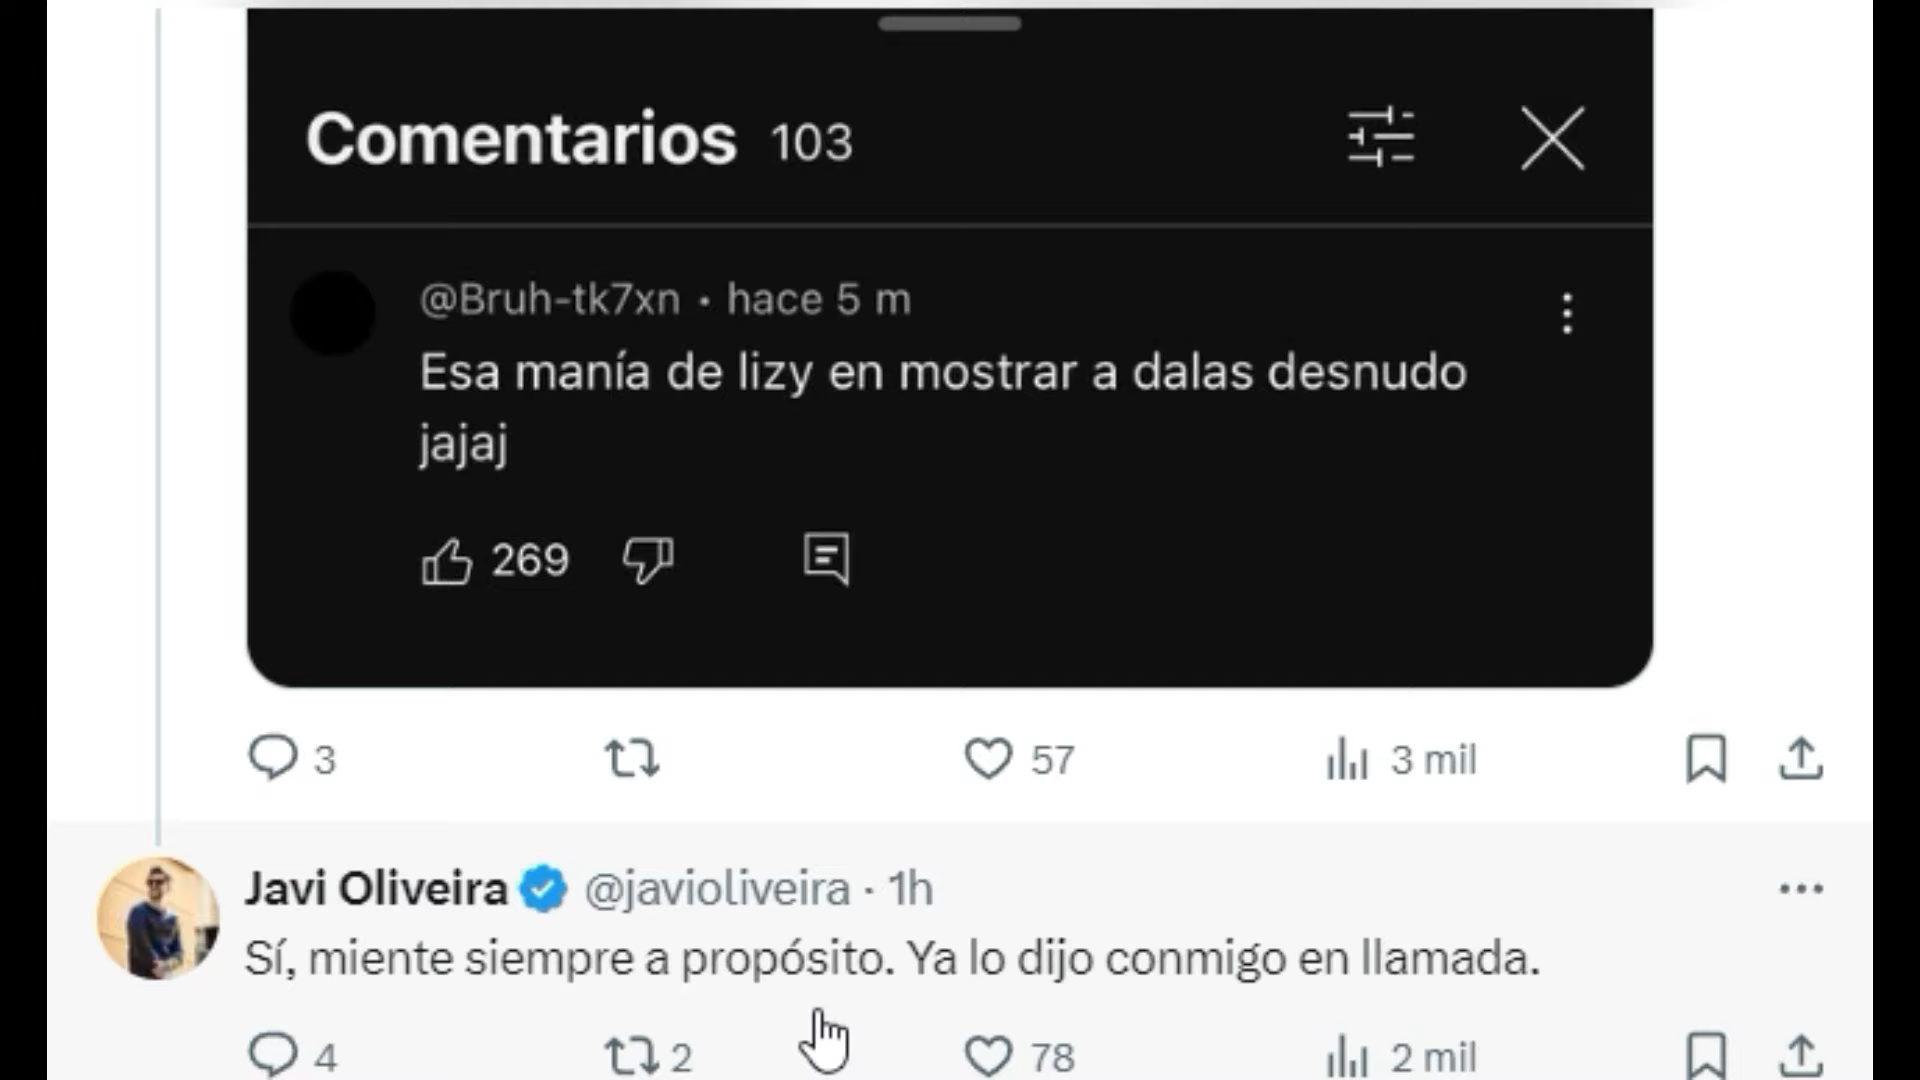 Comentarios 103
@Bruh-tk7xn • hace 5 m
Esa manía de lizy en mostrar a dalas desnudo
jajaj
269
3 57 3 mil
Javi Oliveira @javioliveira · 1h
Sí, miente siempre a propósito. Ya lo dijo conmigo en llamada.
4 2 78 2 mil